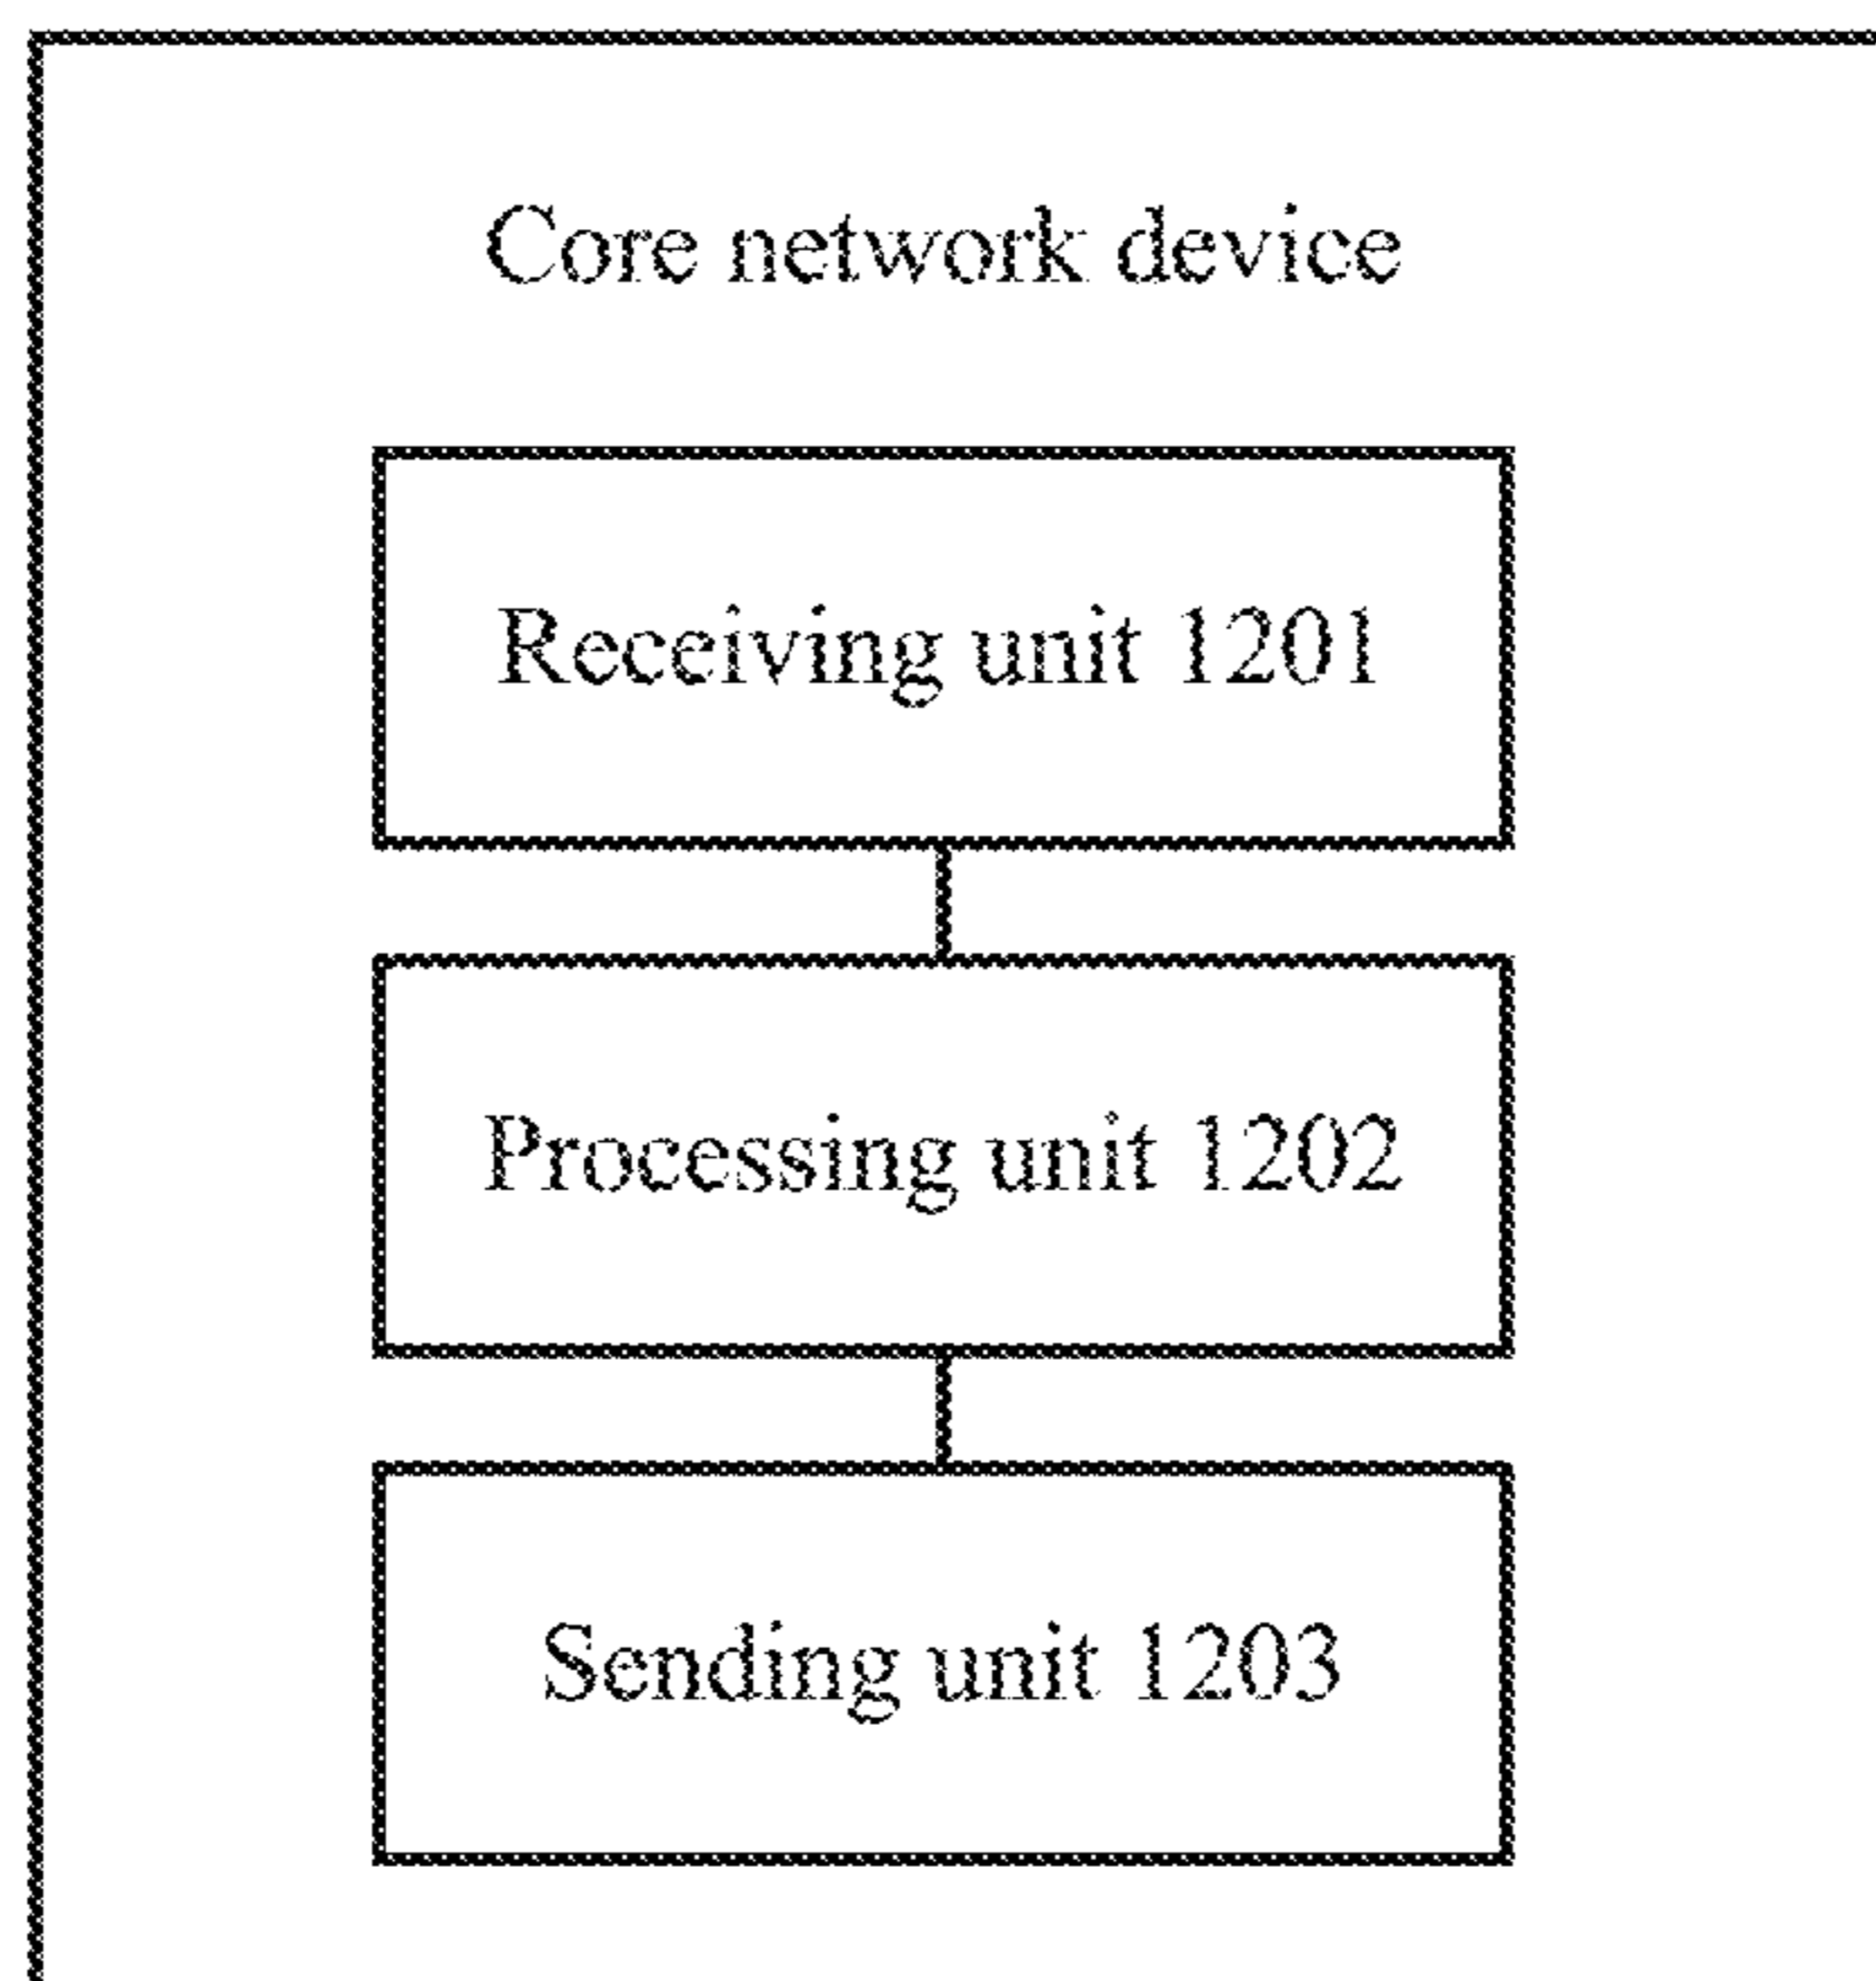 Core network device
Receiving unit 1201
Processing unit 1202
Sending unit 1203